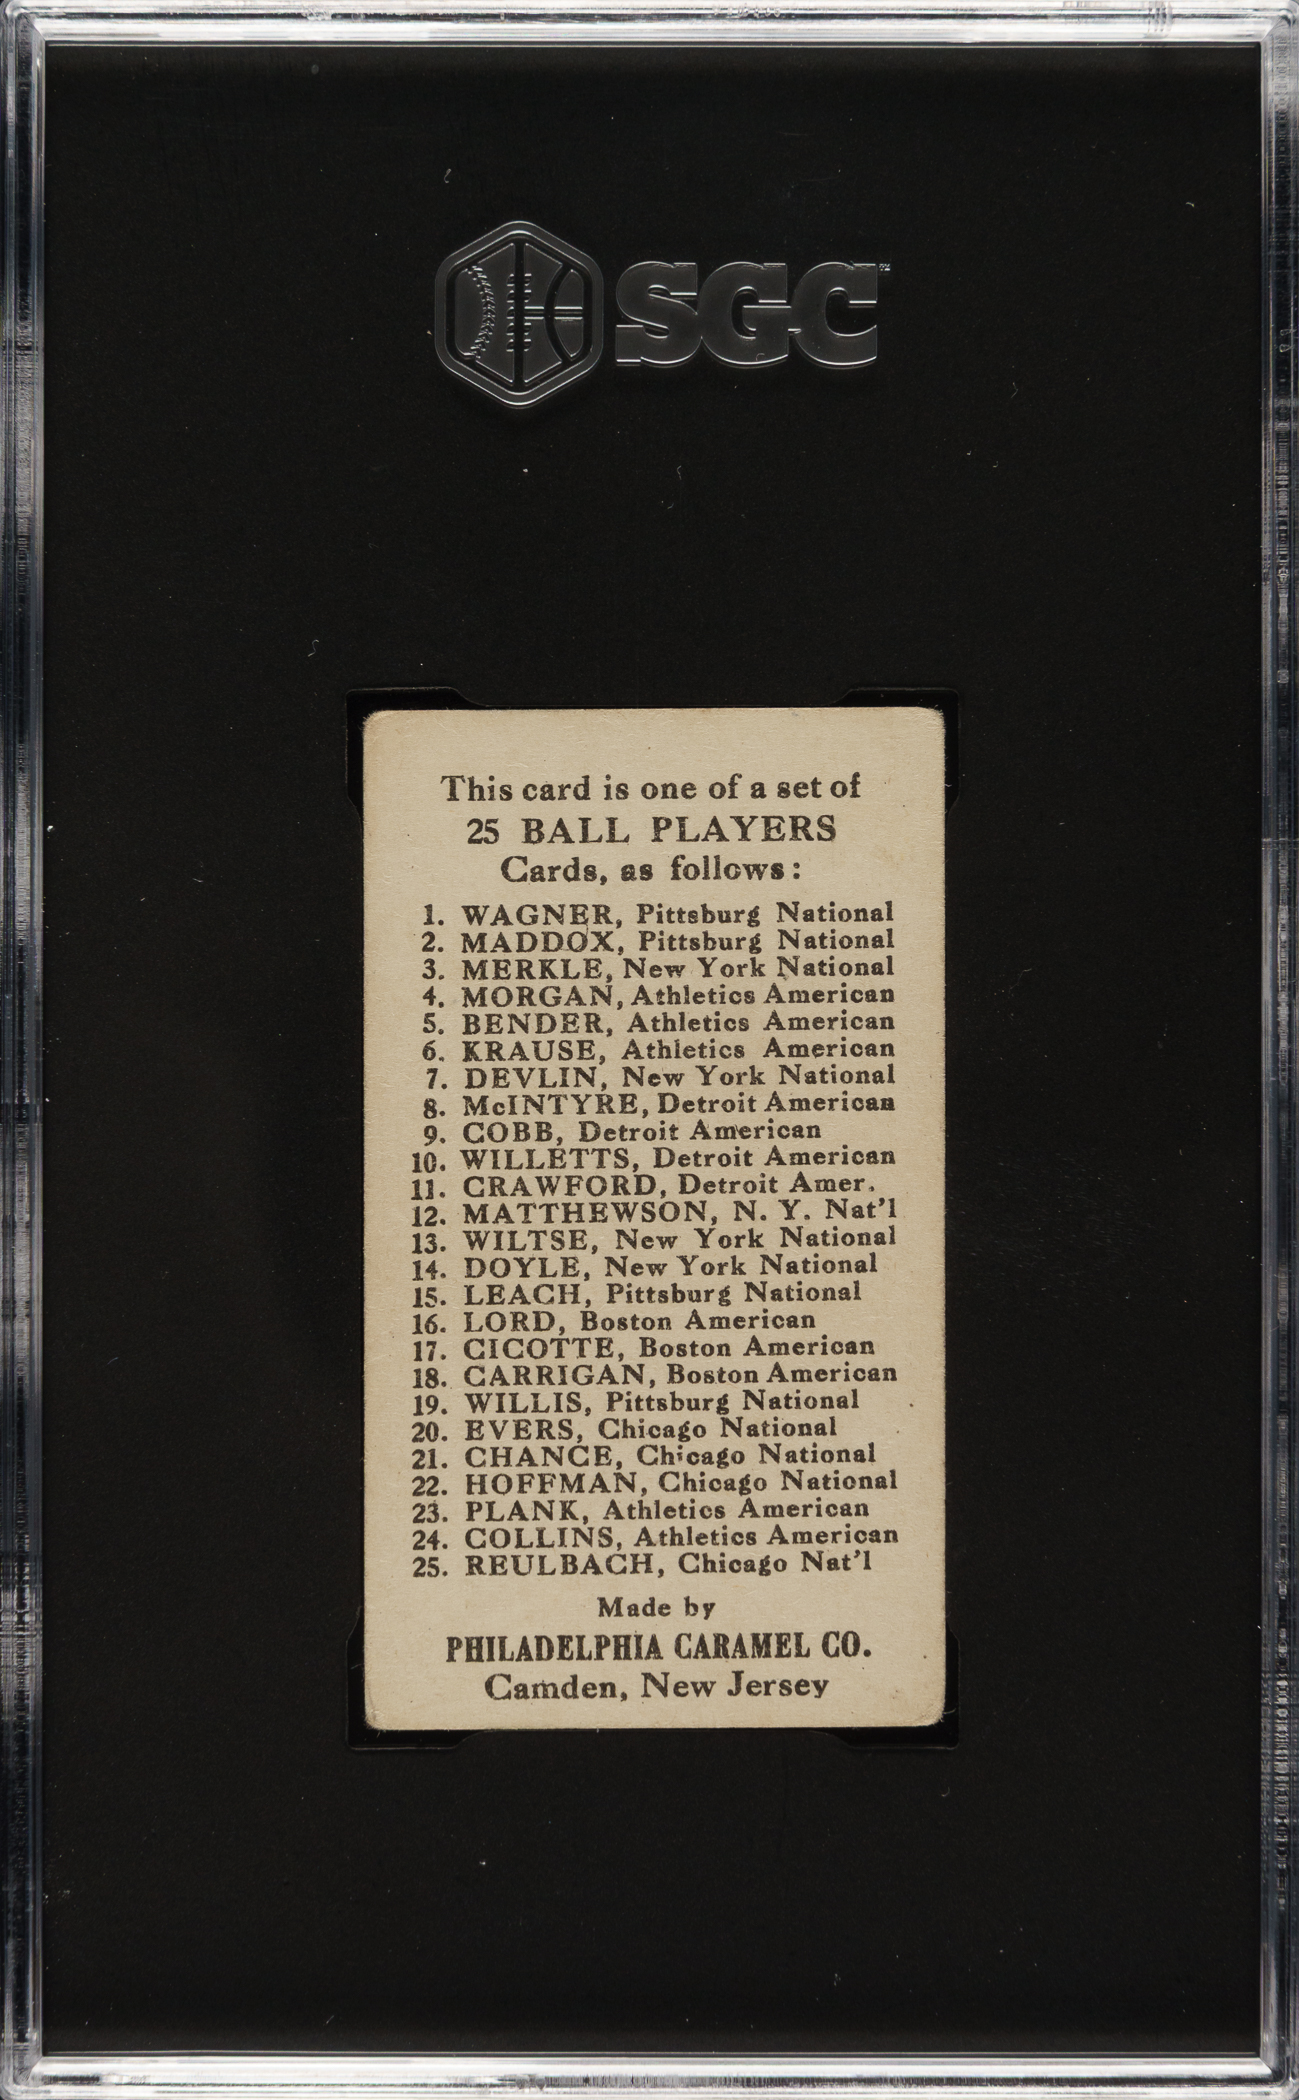 SGC
This card is one of a set of
25 BALL PLAYERS
Cards, as follows:
1. WAGNER, Pittsburg National
2. MADDOX, Pittsburg National
3. MERKLE, New York National
4. MORGAN, Athletics American
5. BENDER, Athletics American
6. KRAUSE, Athletics American
7. DEVLIN, New York National
8. McINTYRE, Detroit American
9. COBB, Detroit American
10. WILLETTS, Detroit American
11. CRAWFORD, Detroit Amer.
12. MATTHEWSON, N. Y. Nat'l
13. WILTSE, New York National
14. DOYLE, New York National
15. LEACH, Pittsburg National
16. LORD, Boston American
17. CICOTTE, Boston American
18. CARRIGAN, Boston American
19. WILLIS, Pittsburg National
20. EVERS, Chicago National
21. CHANCE, Chicago National
22. HOFFMAN, Chicago National
23. PLANK, Athletics American
24. COLLINS, Athletics American
25. REULBACH, Chicago Nat'l
Made by
PHILADELPHIA CARAMEL CO.
Camden, New Jersey